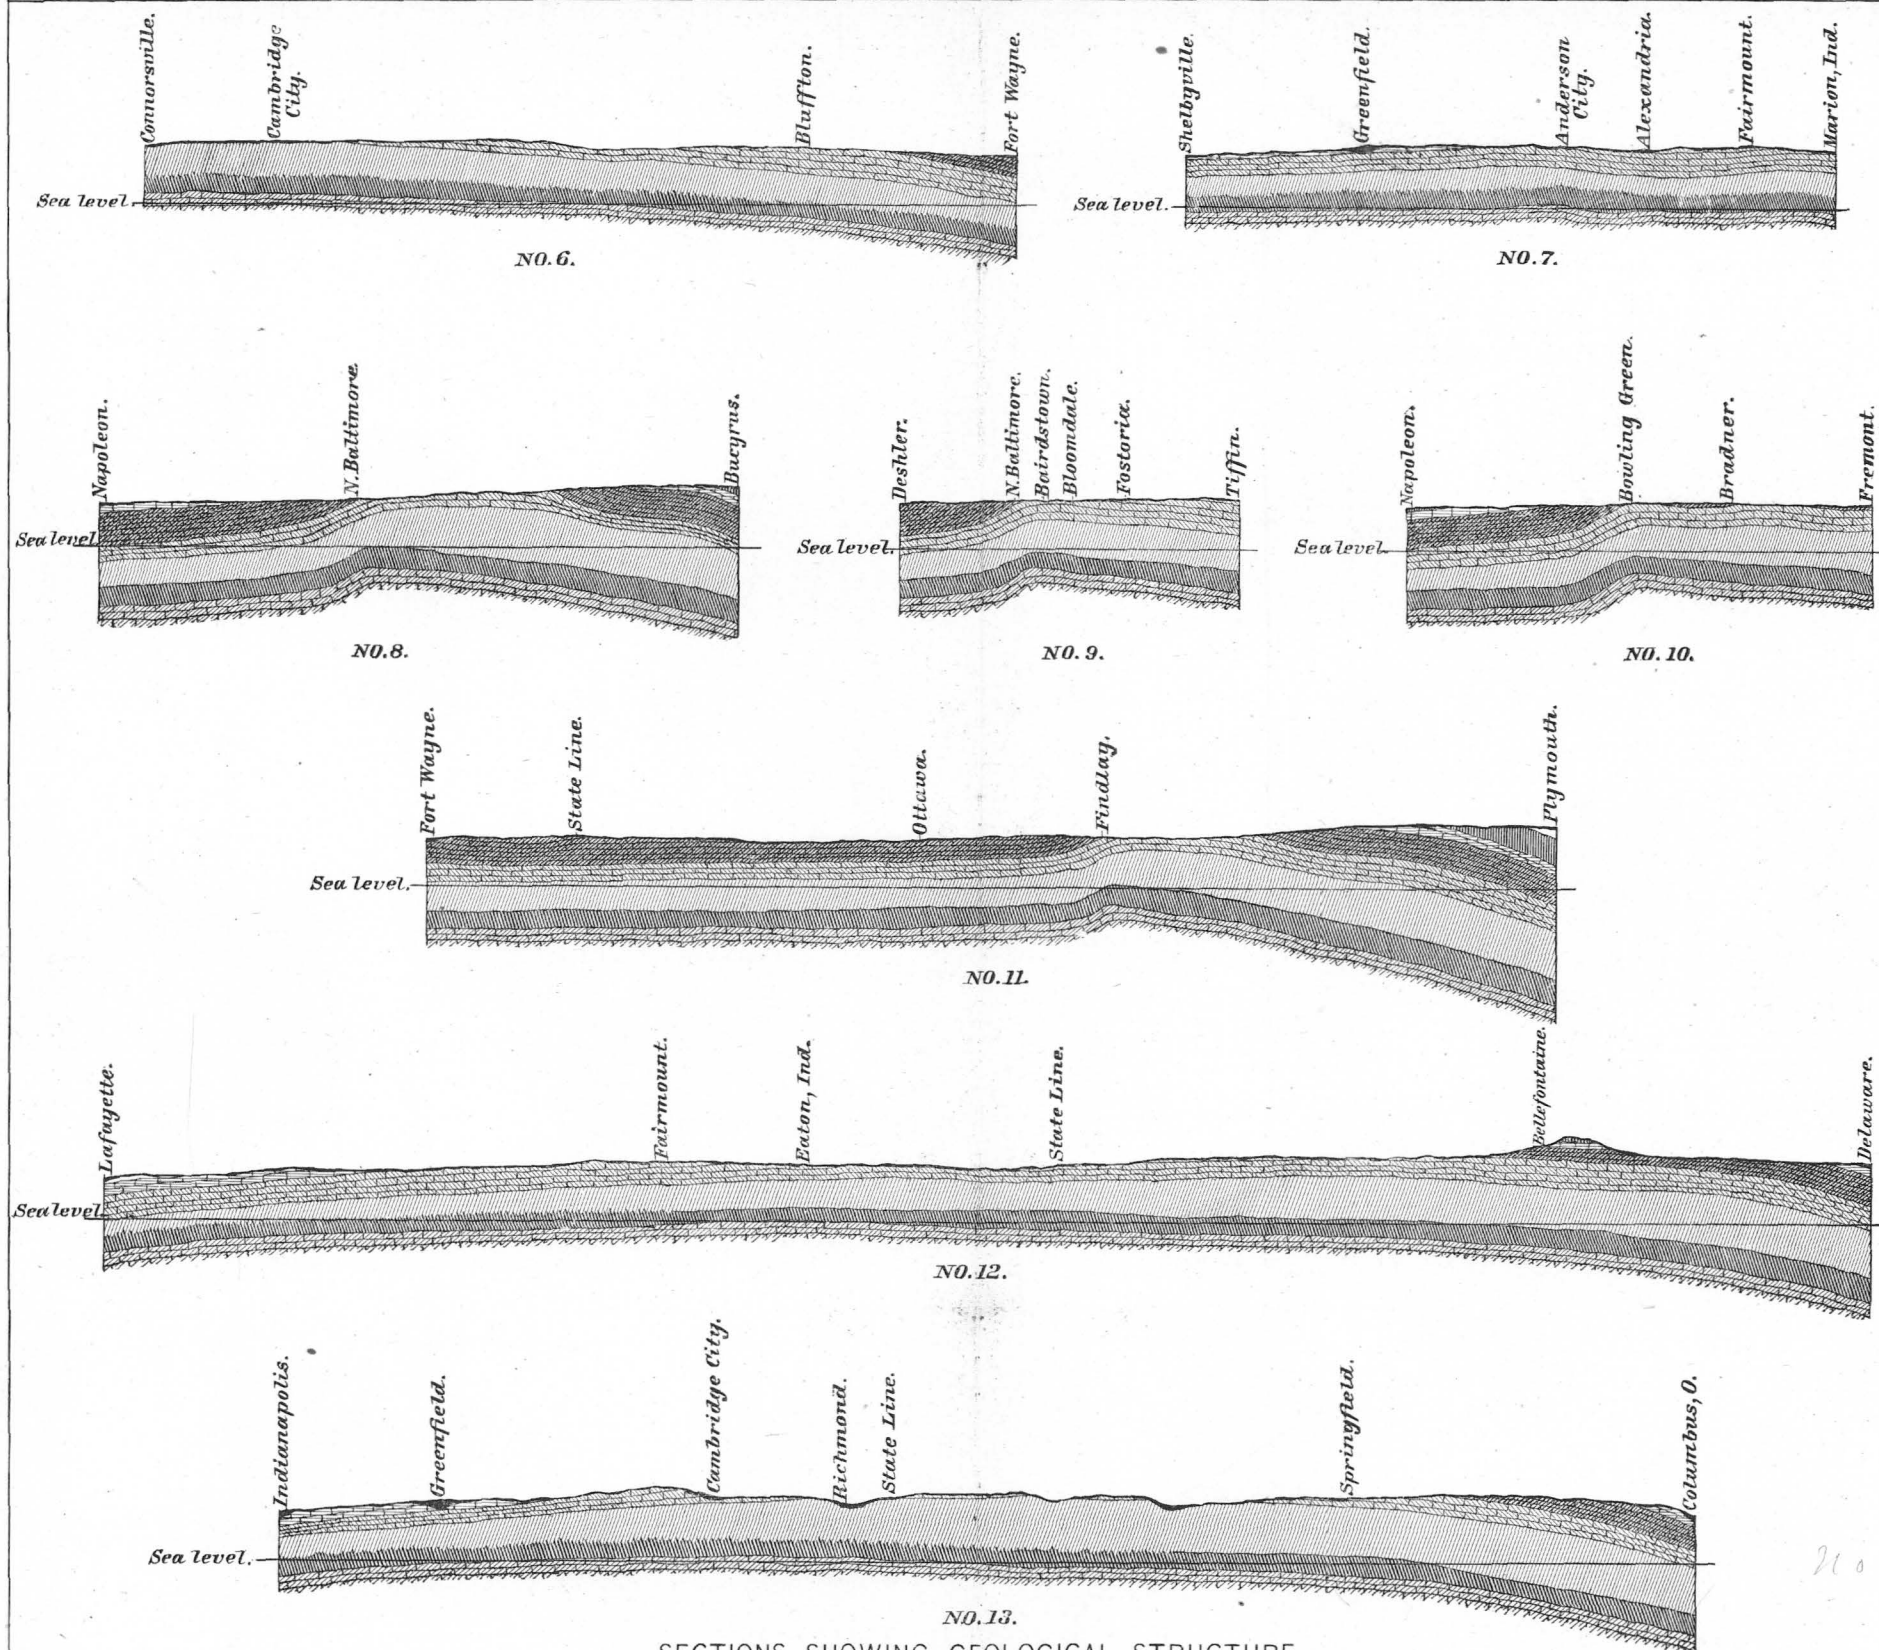 Connorsville.
Cambridge
City.
Bluffton.
Fort Wayne.
Sea level.
NO. 6.
Shelbyville.
Greenfield.
Anderson
City.
Alexandria.
Fairmount.
Marion, Ind.
Sea level.
NO. 7.
Napoleon.
N. Baltimore.
Bucyrus.
Sea level.
NO. 8.
Deshler.
N. Baltimore.
Bairdstown.
Bloomdale.
Fostoria.
Tiffin.
Sea level.
NO. 9.
Napoleon.
Bowling Green.
Bradner.
Fremont.
Sea level.
NO. 10.
Fort Wayne.
State Line.
Ottawa.
Findlay.
Plymouth.
Sea level.
NO. 11.
Lafayette.
Fairmount.
Eaton, Ind.
State Line.
Bellefontaine.
Delaware.
Sea level.
NO. 12.
Indianapolis.
Greenfield.
Cambridge City.
Richmond.
State Line.
Springfield.
Columbus, O.
Sea level.
NO. 13.
SECTIONS SHOWING GEOLOGICAL STRUCTURE